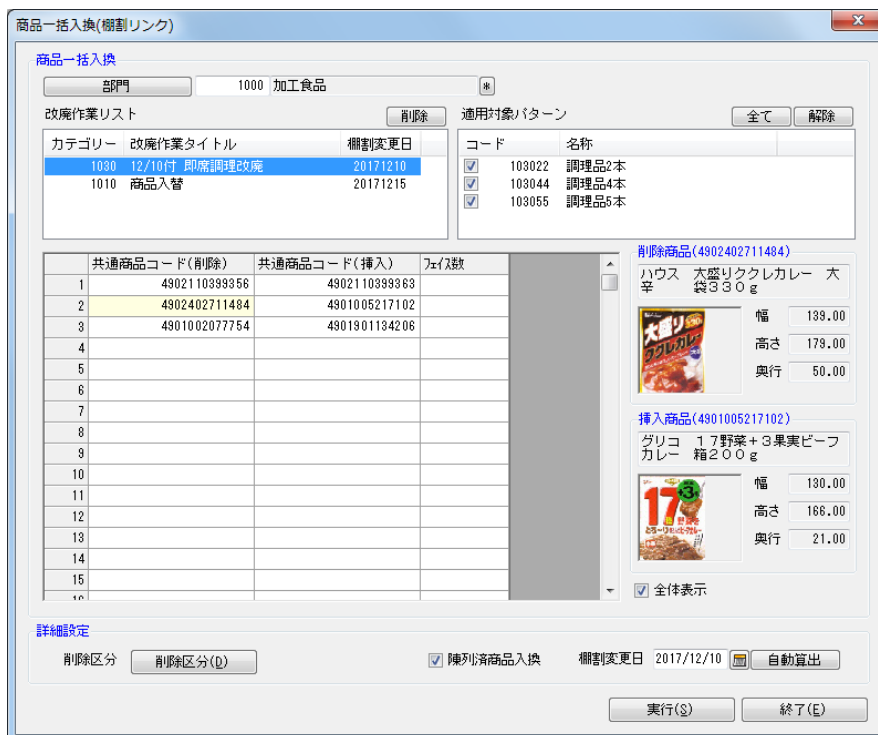 商品一括入換(棚割リンク)
商品一括入換
部門 1000 加工食品 *
改廃作業リスト 削除
カテゴリー 改廃作業タイトル 棚割変更日
1030 12/10付 即席調理改廃 20171210
1010 商品入替 20171215
適用対象パターン 全て 解除
コード 名称
103022 調理品2本
103044 調理品4本
103055 調理品5本
共通商品コード(削除) 共通商品コード(挿入) フェイス数
1 4902110399356 4902110399363
2 4902402711484 4901005217102
3 4901002077754 4901901134206
4
5
6
7
8
9
10
11
12
13
14
15
削除商品(4902402711484)
ハウス 大盛りククレカレー 大
辛 袋330g
大盛り
ククレカレー
幅 139.00
高さ 179.00
奥行 50.00
挿入商品(4901005217102)
グリコ 17野菜+3果実ビーフ
カレー 箱200g
17
+3
幅 130.00
高さ 166.00
奥行 21.00
全体表示
詳細設定
削除区分 削除区分(D) 陳列済商品入換 棚割変更日 2017/12/10 自動算出
実行(S) 終了(E)